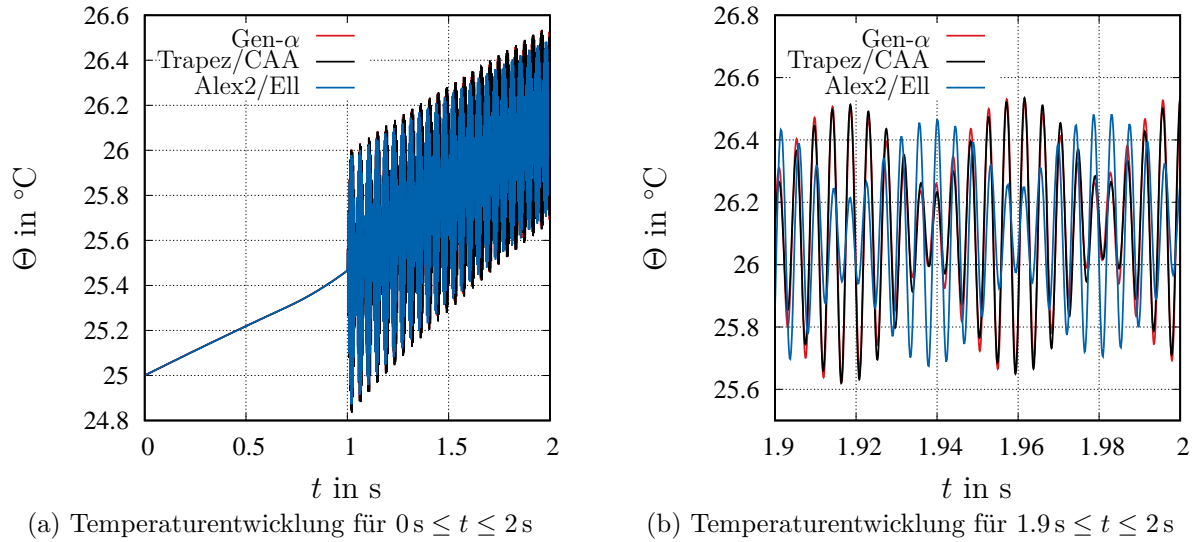 26.6
26.4
26.2
26
25.8
25.6
25.4
25.2
25
24.8
Θ in °C
Gen-α
Trapez/CAA
Alex2/Ell
0
0.5
1
1.5
2
t in s
(a) Temperaturentwicklung für 0 s ≤ t ≤ 2 s
26.8
26.6
26.4
26.2
26
25.8
25.6
Θ in °C
Gen-α
Trapez/CAA
Alex2/Ell
1.9
1.92
1.94
1.96
1.98
2
t in s
(b) Temperaturentwicklung für 1.9 s ≤ t ≤ 2 s